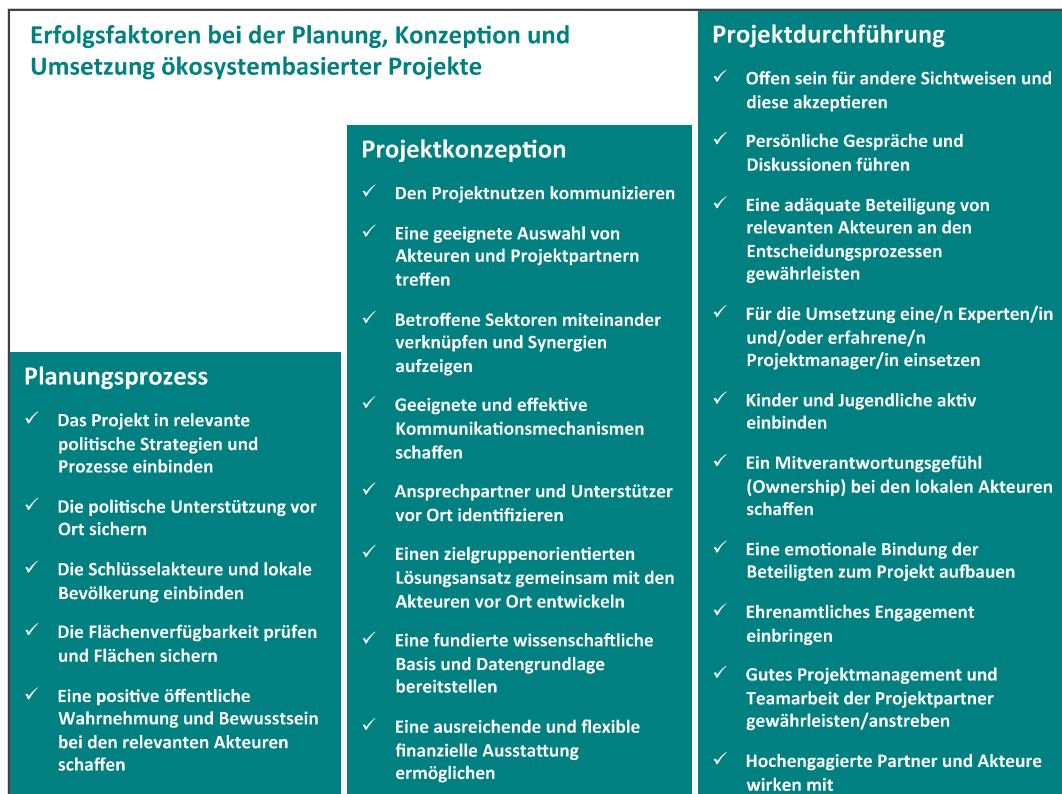 Erfolgsfaktoren bei der Planung, Konzeption und
Umsetzung ökosystembasierter Projekte
Planungsprozess
✓ Das Projekt in relevante
politische Strategien und
Prozesse einbinden
✓ Die politische Unterstützung vor
Ort sichern
✓ Die Schlüsselakteure und lokale
Bevölkerung einbinden
✓ Die Flächenverfügbarkeit prüfen
und Flächen sichern
✓ Eine positive öffentliche
Wahrnehmung und Bewusstsein
bei den relevanten Akteuren
schaffen
Projektkonzeption
✓ Den Projektnutzen kommunizieren
✓ Eine geeignete Auswahl von
Akteuren und Projektpartnern
treffen
✓ Betroffene Sektoren miteinander
verknüpfen und Synergien
aufzeigen
✓ Geeignete und effektive
Kommunikationsmechanismen
schaffen
✓ Ansprechpartner und Unterstützer
vor Ort identifizieren
✓ Einen zielgruppenorientierten
Lösungsansatz gemeinsam mit den
Akteuren vor Ort entwickeln
✓ Eine fundierte wissenschaftliche
Basis und Datengrundlage
bereitstellen
✓ Eine ausreichende und flexible
finanzielle Ausstattung
ermöglichen
Projektdurchführung
✓ Offen sein für andere Sichtweisen und
diese akzeptieren
✓ Persönliche Gespräche und
Diskussionen führen
✓ Eine adäquate Beteiligung von
relevanten Akteuren an den
Entscheidungsprozessen
gewährleisten
✓ Für die Umsetzung eine/n Experten/in
und/oder erfahrene/n
Projektmanager/in einsetzen
✓ Kinder und Jugendliche aktiv
einbinden
✓ Ein Mitverantwortungsgefühl
(Ownership) bei den lokalen Akteuren
schaffen
✓ Eine emotionale Bindung der
Beteiligten zum Projekt aufbauen
✓ Ehrenamtliches Engagement
einbringen
✓ Gutes Projektmanagement und
Teamarbeit der Projektpartner
gewährleisten/anstreben
✓ Hochengagierte Partner und Akteure
wirken mit